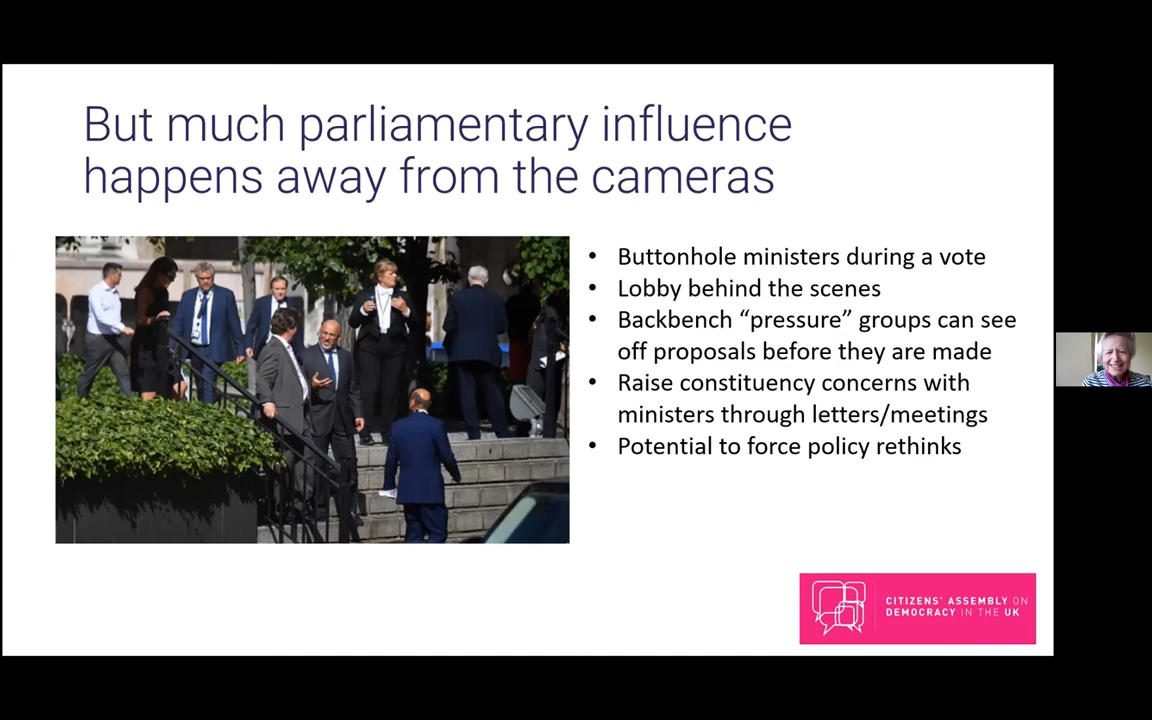 But much parliamentary influence
happens away from the cameras
• Buttonhole ministers during a vote
• Lobby behind the scenes
• Backbench “pressure” groups can see
off proposals before they are made
• Raise constituency concerns with
ministers through letters/meetings
• Potential to force policy rethinks
CITIZENS' ASSEMBLY ON
DEMOCRACY IN THE UK